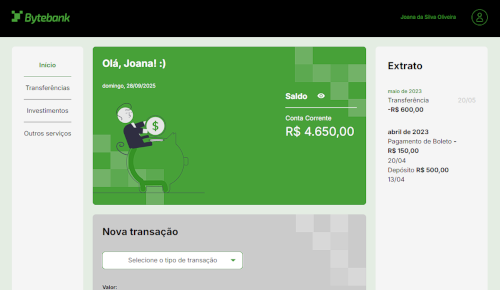 Bytebank
Joana da Silva Oliveira
Início
Transferências
Investimentos
Outros serviços
Olá, Joana! :)
domingo, 28/09/2025
Saldo
Conta Corrente
R$ 4.650,00
$
Nova transação
Selecione o tipo de transação
Valor:
Extrato
maio de 2023
Transferência 20/05
-R$ 600,00
abril de 2023
Pagamento de Boleto -
R$ 150,00
20/04
Depósito R$ 500,00
13/04